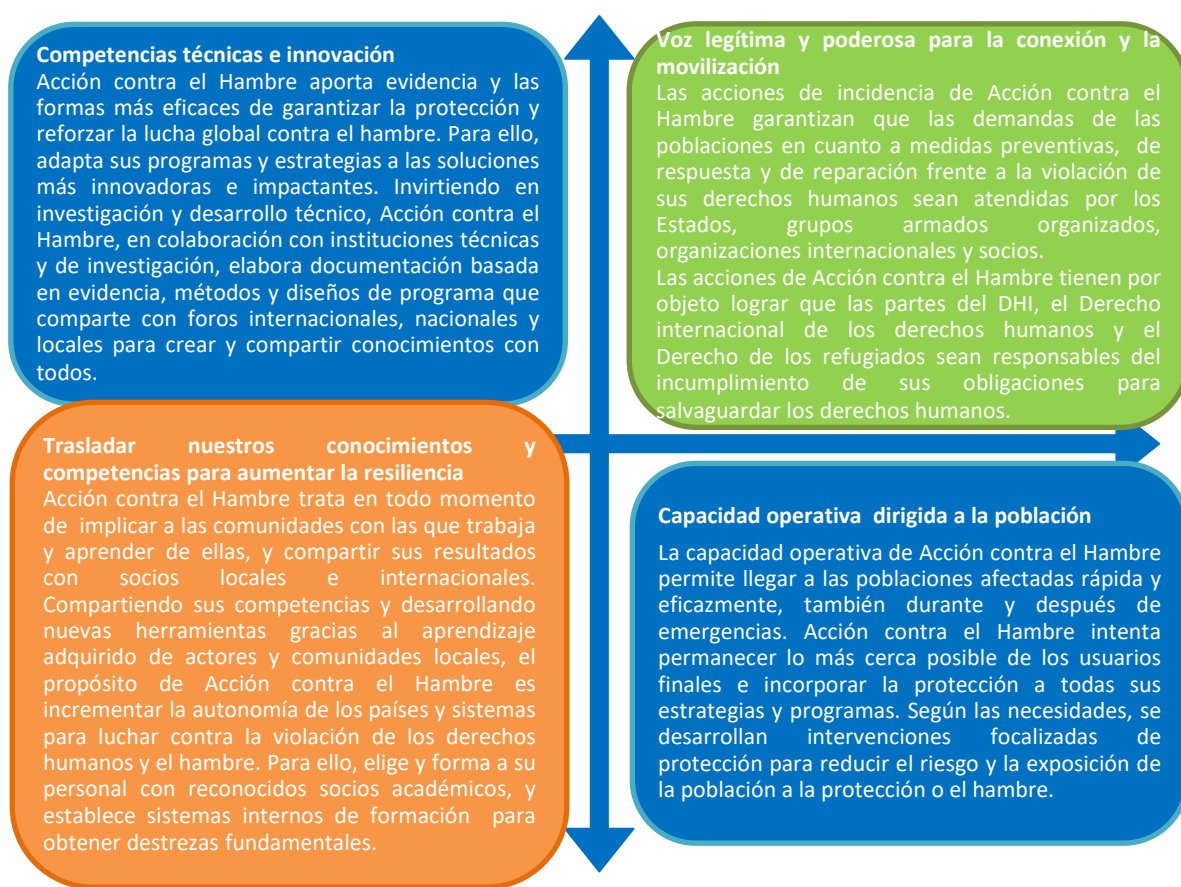 Competencias técnicas e innovación
Acción contra el Hambre aporta evidencia y las
formas más eficaces de garantizar la protección y
reforzar la lucha global contra el hambre. Para ello,
adapta sus programas y estrategias a las soluciones
más innovadoras e impactantes. Invirtiendo en
investigación y desarrollo técnico, Acción contra el
Hambre, en colaboración con instituciones técnicas
y de investigación, elabora documentación basada
en evidencia, métodos y diseños de programa que
comparte con foros internacionales, nacionales y
locales para crear y compartir conocimientos con
todos.
Voz legítima y poderosa para la conexión y la
movilización
Las acciones de incidencia de Acción contra el
Hambre garantizan que las demandas de las
poblaciones en cuanto a medidas preventivas, de
respuesta y de reparación frente a la violación de
sus derechos humanos sean atendidas por los
Estados, grupos armados organizados,
organizaciones internacionales y socios.
Las acciones de Acción contra el Hambre tienen por
objeto lograr que las partes del DHI, el Derecho
internacional de los derechos humanos y el
Derecho de los refugiados sean responsables del
incumplimiento de sus obligaciones para
salvaguardar los derechos humanos.
Trasladar nuestros conocimientos y
competencias para aumentar la resiliencia
Acción contra el Hambre trata en todo momento
de implicar a las comunidades con las que trabaja
y aprender de ellas, y compartir sus resultados
con socios locales e internacionales.
Compartiendo sus competencias y desarrollando
nuevas herramientas gracias al aprendizaje
adquirido de actores y comunidades locales, el
propósito de Acción contra el Hambre es
incrementar la autonomía de los países y sistemas
para luchar contra la violación de los derechos
humanos y el hambre. Para ello, elige y forma a su
personal con reconocidos socios académicos, y
establece sistemas internos de formación para
obtener destrezas fundamentales.
Capacidad operativa dirigida a la población
La capacidad operativa de Acción contra el Hambre
permite llegar a las poblaciones afectadas rápida y
eficazmente, también durante y después de
emergencias. Acción contra el Hambre intenta
permanecer lo más cerca posible de los usuarios
finales e incorporar la protección a todas sus
estrategias y programas. Según las necesidades, se
desarrollan intervenciones focalizadas de
protección para reducir el riesgo y la exposición de
la población a la protección o el hambre.